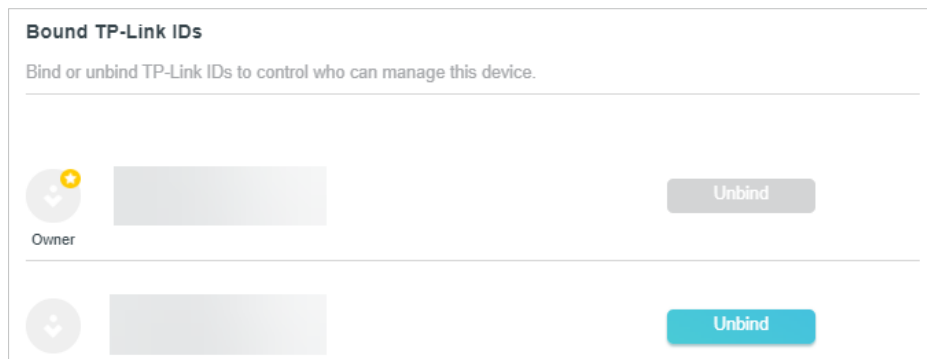 Bound TP-Link IDs
Bind or unbind TP-Link IDs to control who can manage this device.
Unbind
Owner
Unbind